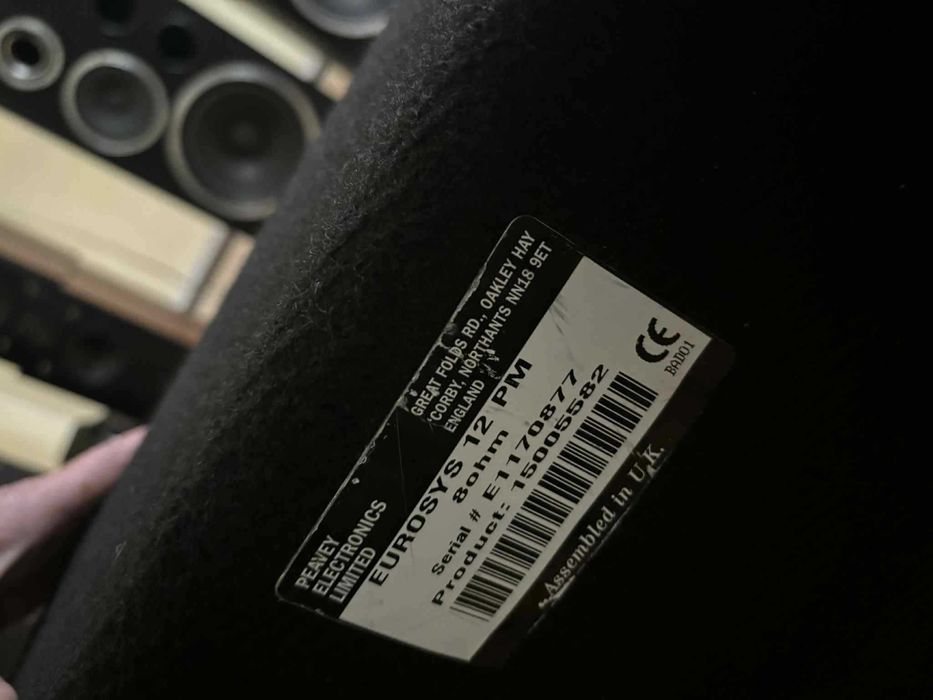 PEAVEY
ELECTRONICS
LIMITED
GREAT FOLDS RD., OAKLEY HAY
CORBY, NORTHANTS NN18 9ET
ENGLAND
EUROSYS 12 PM
8ohm
Serial # E1170877
Product: 15005582
CE
BAD01
Assembled in U.K.